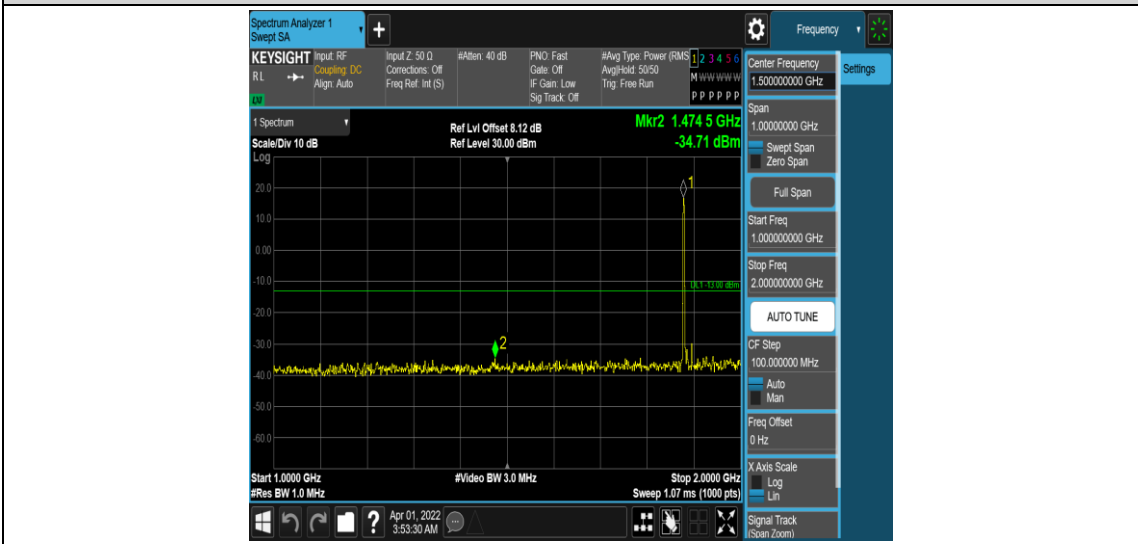 Spectrum Analyzer 1
Swept SA
+
Frequency
KEYSIGHT
RL
Input: RF
Coupling: DC
Align: Auto
Input Z: 50 Ω
Corrections: Off
Freq Ref: Int (S)
#Atten: 40 dB
PNO: Fast
Gate: Off
IF Gain: Low
Sig Track: Off
#Avg Type: Power (RMS
Avg|Hold: 50/50
Trig: Free Run
1 2 3 4 5 6
M W W W W W
P P P P P P
1 Spectrum
Scale/Div 10 dB
Log
Ref Lvl Offset 8.12 dB
Ref Level 30.00 dBm
Mkr2 1.474 5 GHz
-34.71 dBm
20.0
10.0
0.00
-10.0
-20.0
-30.0
-40.0
-50.0
-60.0
1
DL1 -13.00 dBm
2
Start 1.0000 GHz
#Res BW 1.0 MHz
#Video BW 3.0 MHz
Stop 2.0000 GHz
Sweep 1.07 ms (1000 pts)
?
Apr 01, 2022
3:53:30 AM
Center Frequency
1.500000000 GHz
Settings
Span
1.00000000 GHz
Swept Span
Zero Span
Full Span
Start Freq
1.000000000 GHz
Stop Freq
2.000000000 GHz
AUTO TUNE
CF Step
100.000000 MHz
Auto
Man
Freq Offset
0 Hz
X Axis Scale
Log
Lin
Signal Track
(Span Zoom)